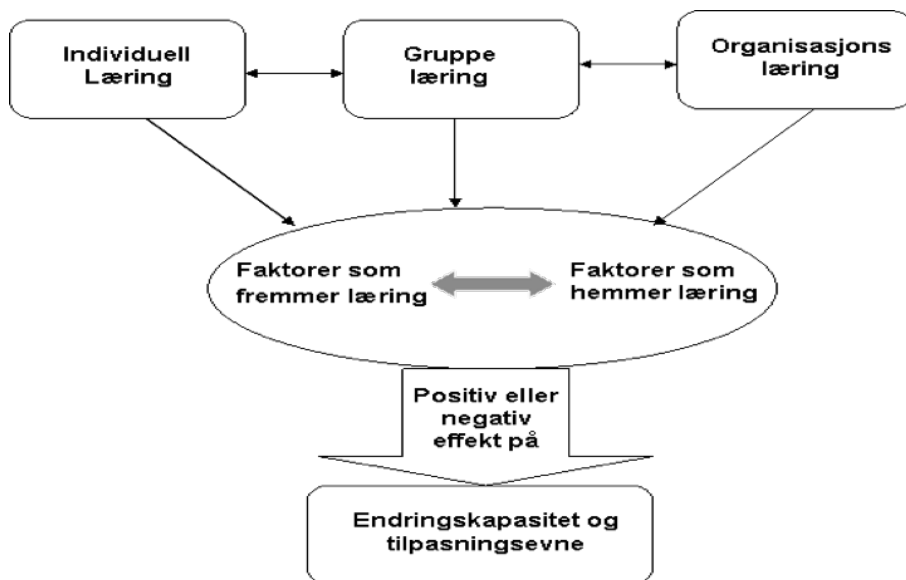 Individuell
Læring
Gruppe
læring
Organisasjons
læring
Faktorer som
fremmer læring
Faktorer som
hemmer læring
Positiv eller
negativ
effekt på
Endringskapasitet og
tilpasningsevne